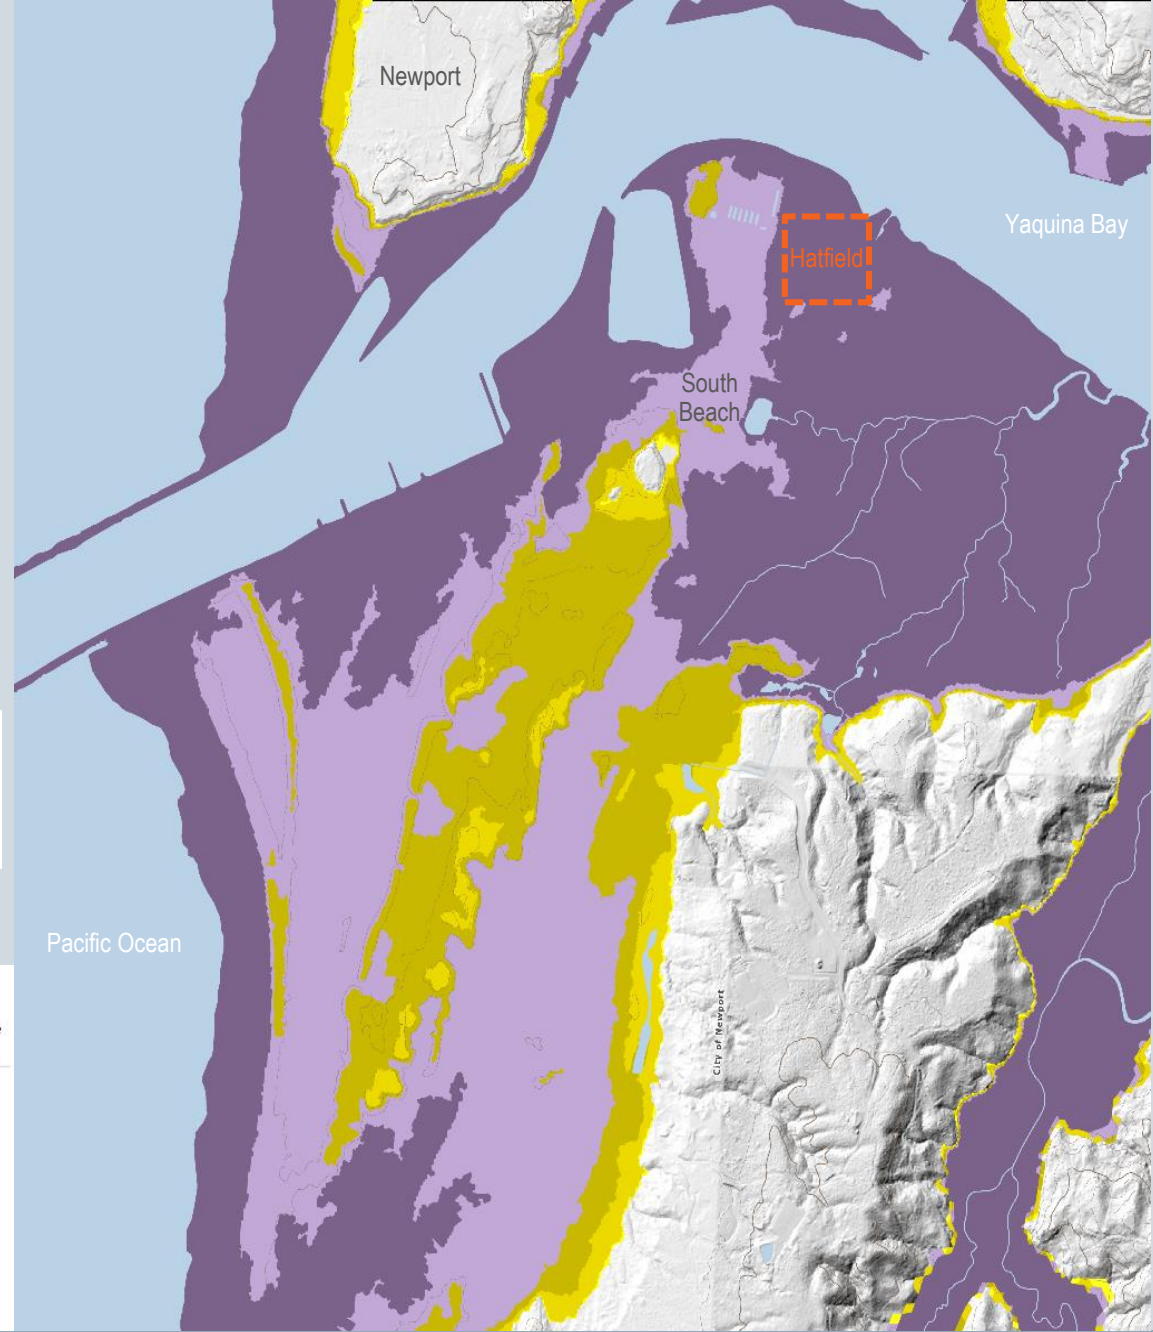 Newport
Yaquina Bay
Hatfield
South
Beach
Pacific Ocean
City of Newport